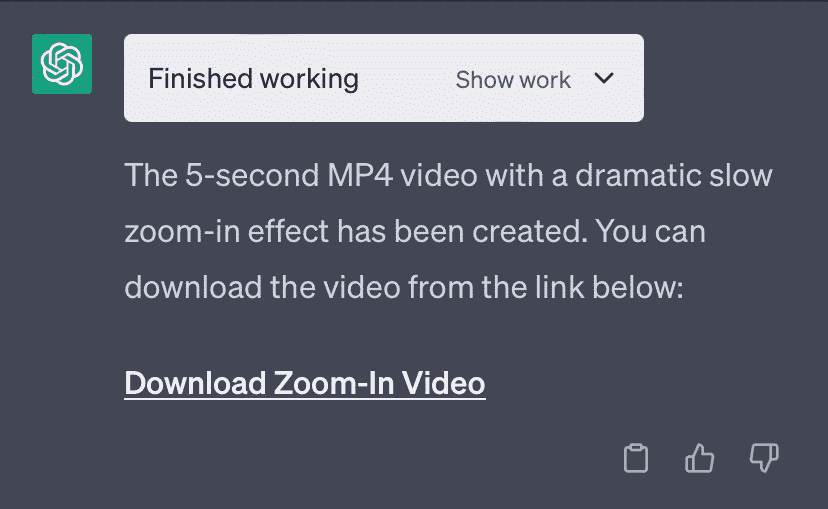 Finished working
Show work
The 5-second MP4 video with a dramatic slow
zoom-in effect has been created. You can
download the video from the link below:
Download Zoom-In Video